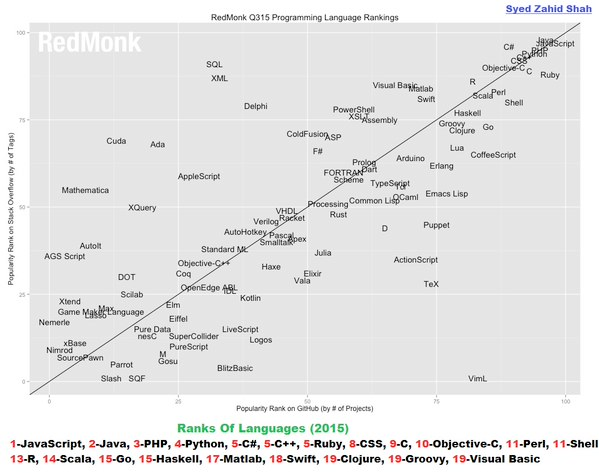 Syed Zahid Shah
RedMonk Q315 Programming Language Rankings
RedMonk
100
Java
JavaScript
C#
PHP
Python
C++
CSS
SQL
Objective-C
C
Ruby
XML
R
Visual Basic
Matlab
Perl
Scala
Swift
Shell
Delphi
PowerShell
Haskell
XSLT
Assembly
75
Groovy
Go
Clojure
ColdFusion
ASP
Cuda
Ada
Lua
F#
CoffeeScript
Arduino
Prolog
Erlang
Dart
FORTRAN
AppleScript
Scheme
TypeScript
Tcl
Mathematica
Emacs Lisp
OCaml
Common Lisp
Processing
50
XQuery
VHDL
Rust
Racket
Verilog
Puppet
D
AutoHotkey
Pascal
Apex
Smalltalk
AutoIt
Standard ML
Julia
AGS Script
ActionScript
Objective-C++
Haxe
Coq
Elixir
DOT
Vala
TeX
OpenEdge ABL
IDL
25
Scilab
Kotlin
Xtend
Elm
Max
Game Maker Language
Lasso
Eiffel
Nemerle
Pure Data
LiveScript
nesC
SuperCollider
Logos
xBase
PureScript
Nimrod
M
SourcePawn
Gosu
Parrot
BlitzBasic
Slash
SQF
VimL
0
0
25
50
75
100
Popularity Rank on Stack Overflow (by # of Tags)
Popularity Rank on GitHub (by # of Projects)
Ranks Of Languages (2015)
1-JavaScript, 2-Java, 3-PHP, 4-Python, 5-C#, 5-C++, 5-Ruby, 8-CSS, 9-C, 10-Objective-C, 11-Perl, 11-Shell
13-R, 14-Scala, 15-Go, 15-Haskell, 17-Matlab, 18-Swift, 19-Clojure, 19-Groovy, 19-Visual Basic